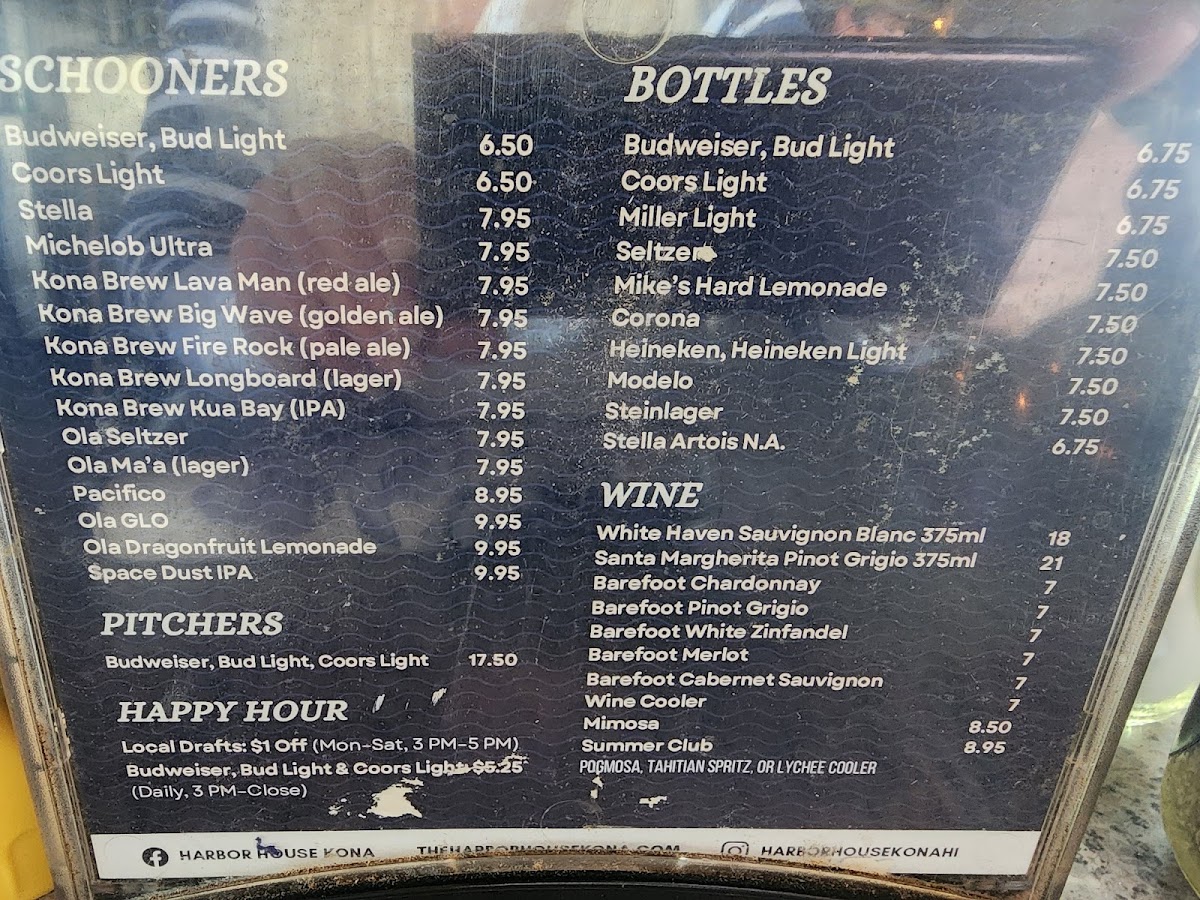 SCHOONERS
Budweiser, Bud Light 6.50
Coors Light 6.50
Stella 7.95
Michelob Ultra 7.95
Kona Brew Lava Man (red ale) 7.95
Kona Brew Big Wave (golden ale) 7.95
Kona Brew Fire Rock (pale ale) 7.95
Kona Brew Longboard (lager) 7.95
Kona Brew Kua Bay (IPA) 7.95
Ola Seltzer 7.95
Ola Ma'a (lager) 7.95
Pacifico 8.95
Ola GLO 9.95
Ola Dragonfruit Lemonade 9.95
Space Dust IPA 9.95
PITCHERS
Budweiser, Bud Light, Coors Light 17.50
HAPPY HOUR
Local Drafts: $1 Off (Mon-Sat, 3 PM-5 PM)
Budweiser, Bud Light & Coors Light: $5.25
(Daily, 3 PM-Close)
BOTTLES
Budweiser, Bud Light 6.75
Coors Light 6.75
Miller Light 6.75
Seltzer 7.50
Mike's Hard Lemonade 7.50
Corona 7.50
Heineken, Heineken Light 7.50
Modelo 7.50
Steinlager 7.50
Stella Artois N.A. 6.75
WINE
White Haven Sauvignon Blanc 375ml 18
Santa Margherita Pinot Grigio 375ml 21
Barefoot Chardonnay 7
Barefoot Pinot Grigio 7
Barefoot White Zinfandel 7
Barefoot Merlot 7
Barefoot Cabernet Sauvignon 7
Wine Cooler 7
Mimosa 8.50
Summer Club 8.95
POGMOSA, TAHITIAN SPRITZ, OR LYCHEE COOLER
HARBOR HOUSE KONA THEHARBORHOUSEKONA.COM HARBORHOUSEKONAHI